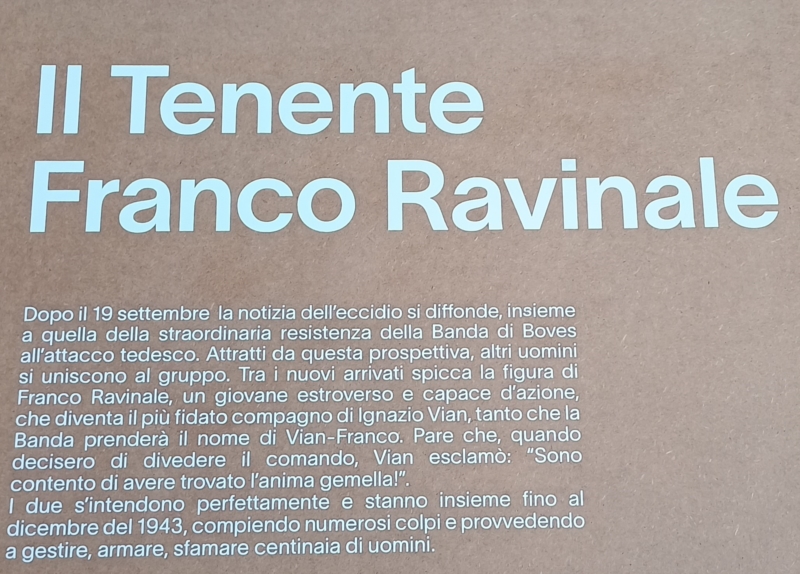 Il Tenente
Franco Ravinale
Dopo il 19 settembre la notizia dell'eccidio si diffonde, insieme
a quella della straordinaria resistenza della Banda di Boves
all'attacco tedesco. Attratti da questa prospettiva, altri uomini
si uniscono al gruppo. Tra i nuovi arrivati spicca la figura di
Franco Ravinale, un giovane estroverso e capace d'azione,
che diventa il più fidato compagno di Ignazio Vian, tanto che la
Banda prenderà il nome di Vian-Franco. Pare che, quando
decisero di divedere il comando, Vian esclamò: "Sono
contento di avere trovato l'anima gemella!".
I due s'intendono perfettamente e stanno insieme fino al
dicembre del 1943, compiendo numerosi colpi e provvedendo
a gestire, armare, sfamare centinaia di uomini.